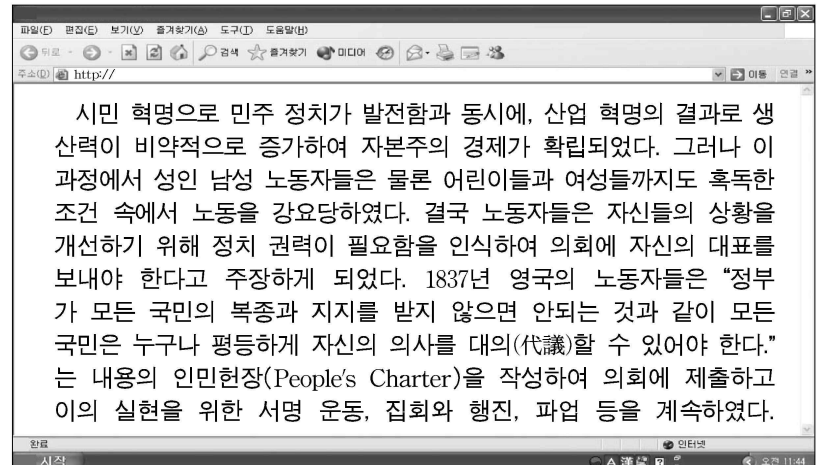 파일(F) 편집(E) 보기(V) 즐겨찾기(A) 도구(T) 도움말(H)
뒤로 검색 즐겨찾기 미디어
주소(D) http:// 이동 연결 »
시민 혁명으로 민주 정치가 발전함과 동시에, 산업 혁명의 결과로 생
산력이 비약적으로 증가하여 자본주의 경제가 확립되었다. 그러나 이
과정에서 성인 남성 노동자들은 물론 어린이들과 여성들까지도 혹독한
조건 속에서 노동을 강요당하였다. 결국 노동자들은 자신들의 상황을
개선하기 위해 정치 권력이 필요함을 인식하여 의회에 자신의 대표를
보내야 한다고 주장하게 되었다. 1837년 영국의 노동자들은 “정부
가 모든 국민의 복종과 지지를 받지 않으면 안되는 것과 같이 모든
국민은 누구나 평등하게 자신의 의사를 대의(代議)할 수 있어야 한다.”
는 내용의 인민헌장(People's Charter)을 작성하여 의회에 제출하고
이의 실현을 위한 서명 운동, 집회와 행진, 파업 등을 계속하였다.
완료 인터넷
시작 A 漢 오전 11:44